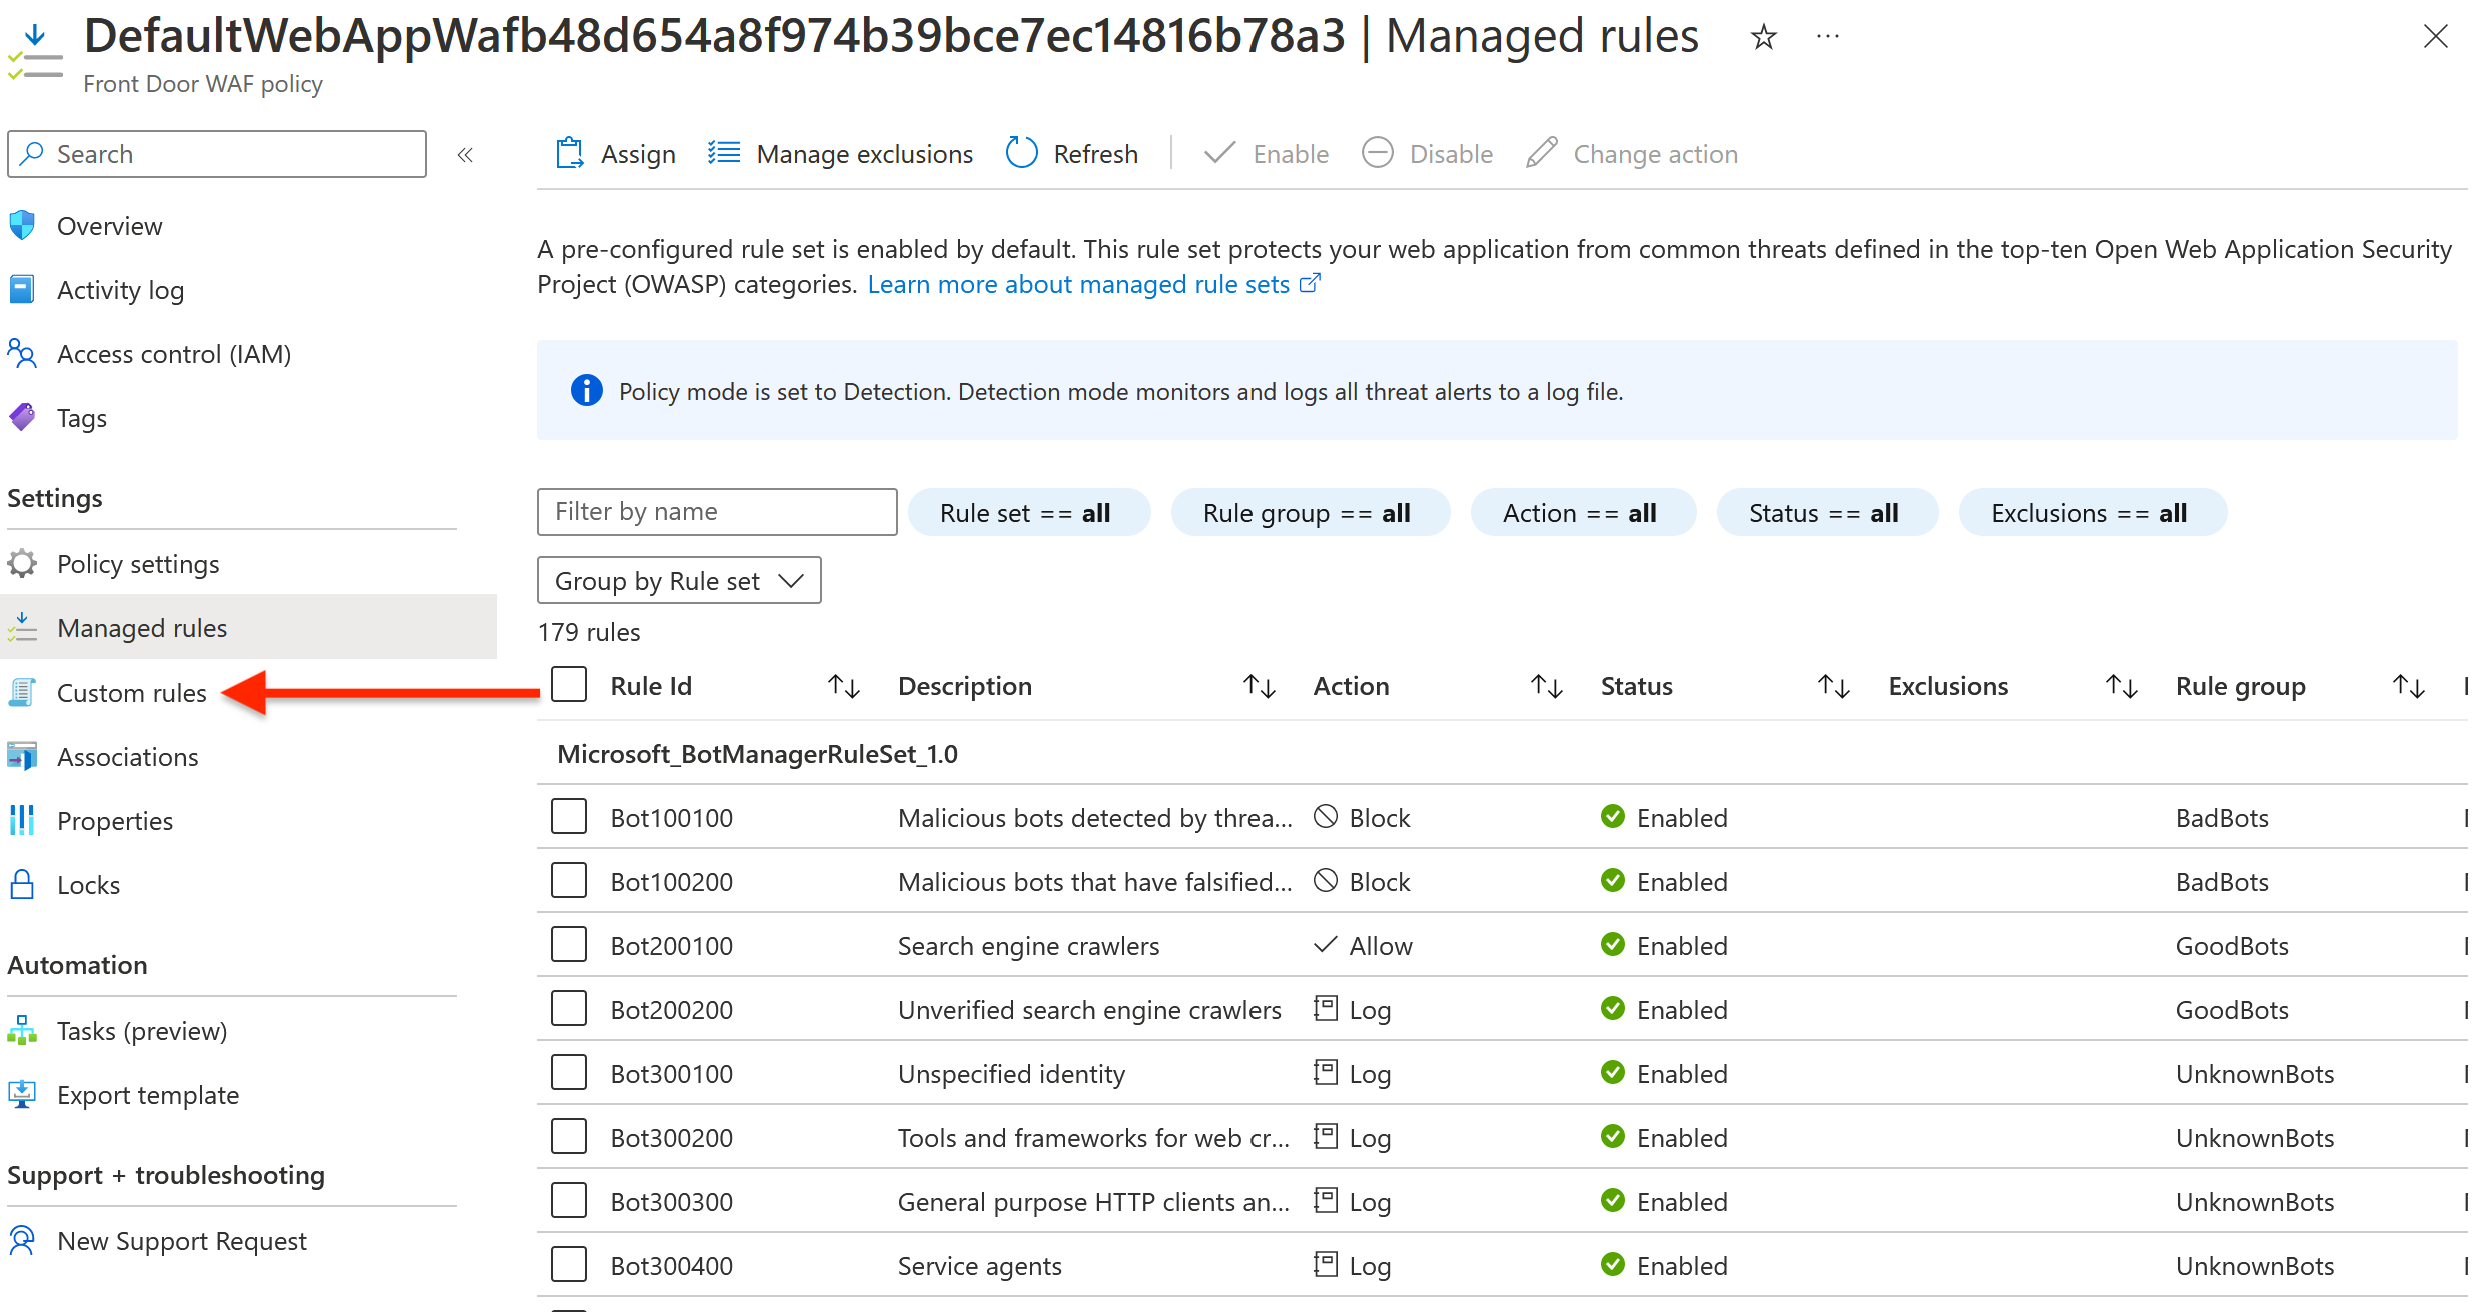 DefaultWebAppWafb48d654a8f974b39bce7ec14816b78a3 | Managed rules
Front Door WAF policy
Search
Overview
Activity log
Access control (IAM)
Tags
Settings
Policy settings
Managed rules
Custom rules
Associations
Properties
Locks
Automation
Tasks (preview)
Export template
Support + troubleshooting
New Support Request
Assign Manage exclusions Refresh Enable Disable Change action
A pre-configured rule set is enabled by default. This rule set protects your web application from common threats defined in the top-ten Open Web Application Security
Project (OWASP) categories. Learn more about managed rule sets
Policy mode is set to Detection. Detection mode monitors and logs all threat alerts to a log file.
Filter by name Rule set == all Rule group == all Action == all Status == all Exclusions == all
Group by Rule set
179 rules
Rule Id Description Action Status Exclusions Rule group
Microsoft_BotManagerRuleSet_1.0
Bot100100 Malicious bots detected by threa... Block Enabled BadBots
Bot100200 Malicious bots that have falsified... Block Enabled BadBots
Bot200100 Search engine crawlers Allow Enabled GoodBots
Bot200200 Unverified search engine crawlers Log Enabled GoodBots
Bot300100 Unspecified identity Log Enabled UnknownBots
Bot300200 Tools and frameworks for web cr... Log Enabled UnknownBots
Bot300300 General purpose HTTP clients an... Log Enabled UnknownBots
Bot300400 Service agents Log Enabled UnknownBots